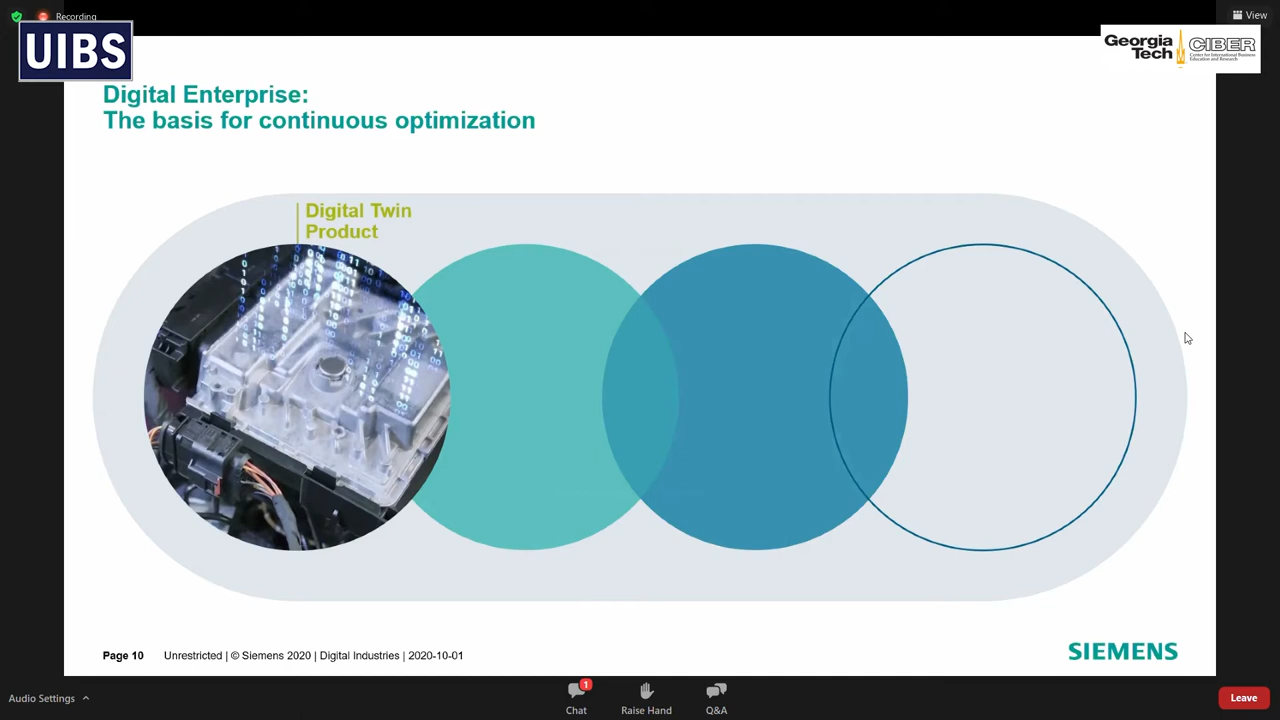 Recording
View
UIBS
Georgia
Tech
CIBER
Center for International Business
Education and Research
Digital Enterprise:
The basis for continuous optimization
Digital Twin
Product
Page 10
Unrestricted | © Siemens 2020 | Digital Industries | 2020-10-01
SIEMENS
Audio Settings
1
Chat
Raise Hand
Q&A
Leave